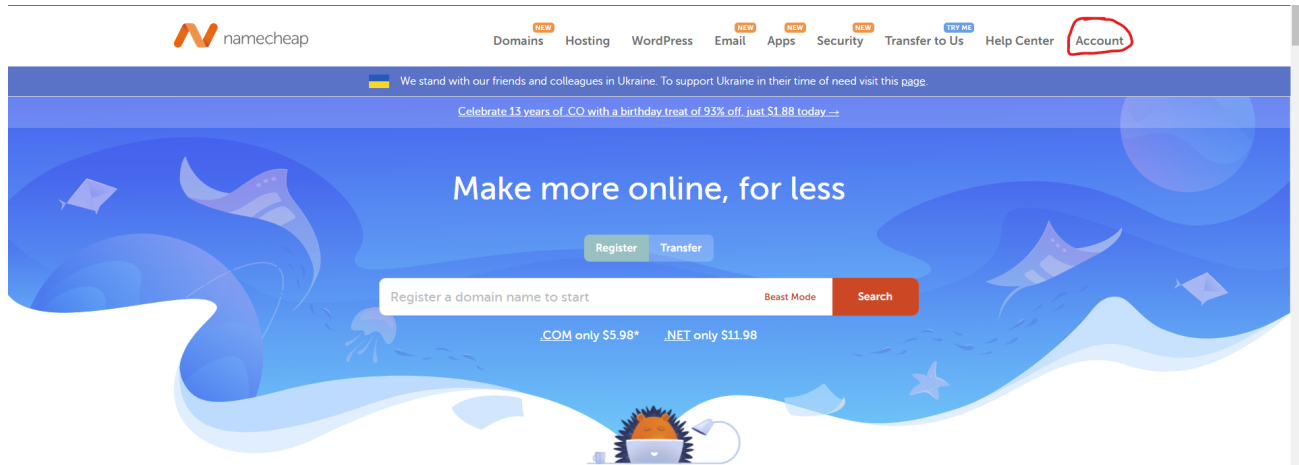 namecheap
NEW NEW NEW NEW TRY ME
Domains Hosting WordPress Email Apps Security Transfer to Us Help Center Account
We stand with our friends and colleagues in Ukraine. To support Ukraine in their time of need visit this page.
Celebrate 13 years of .CO with a birthday treat of 93% off, just $1.88 today →
Make more online, for less
Register Transfer
Register a domain name to start Beast Mode Search
.COM only $5.98* .NET only $11.98